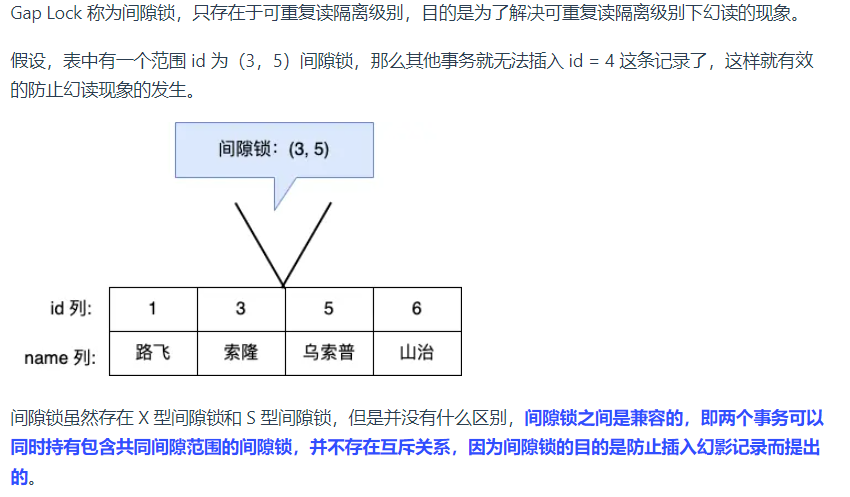 Gap Lock 称为间隙锁，只存在于可重复读隔离级别，目的是为了解决可重复读隔离级别下幻读的现象。
假设，表中有一个范围 id 为（3，5）间隙锁，那么其他事务就无法插入 id = 4 这条记录了，这样就有效
的防止幻读现象的发生。
间隙锁：(3, 5)
id 列: 1 3 5 6
name 列: 路飞 索隆 乌索普 山治
间隙锁虽然存在 X 型间隙锁和 S 型间隙锁，但是并没有什么区别，间隙锁之间是兼容的，即两个事务可以
同时持有包含共同间隙范围的间隙锁，并不存在互斥关系，因为间隙锁的目的是防止插入幻影记录而提出
的。